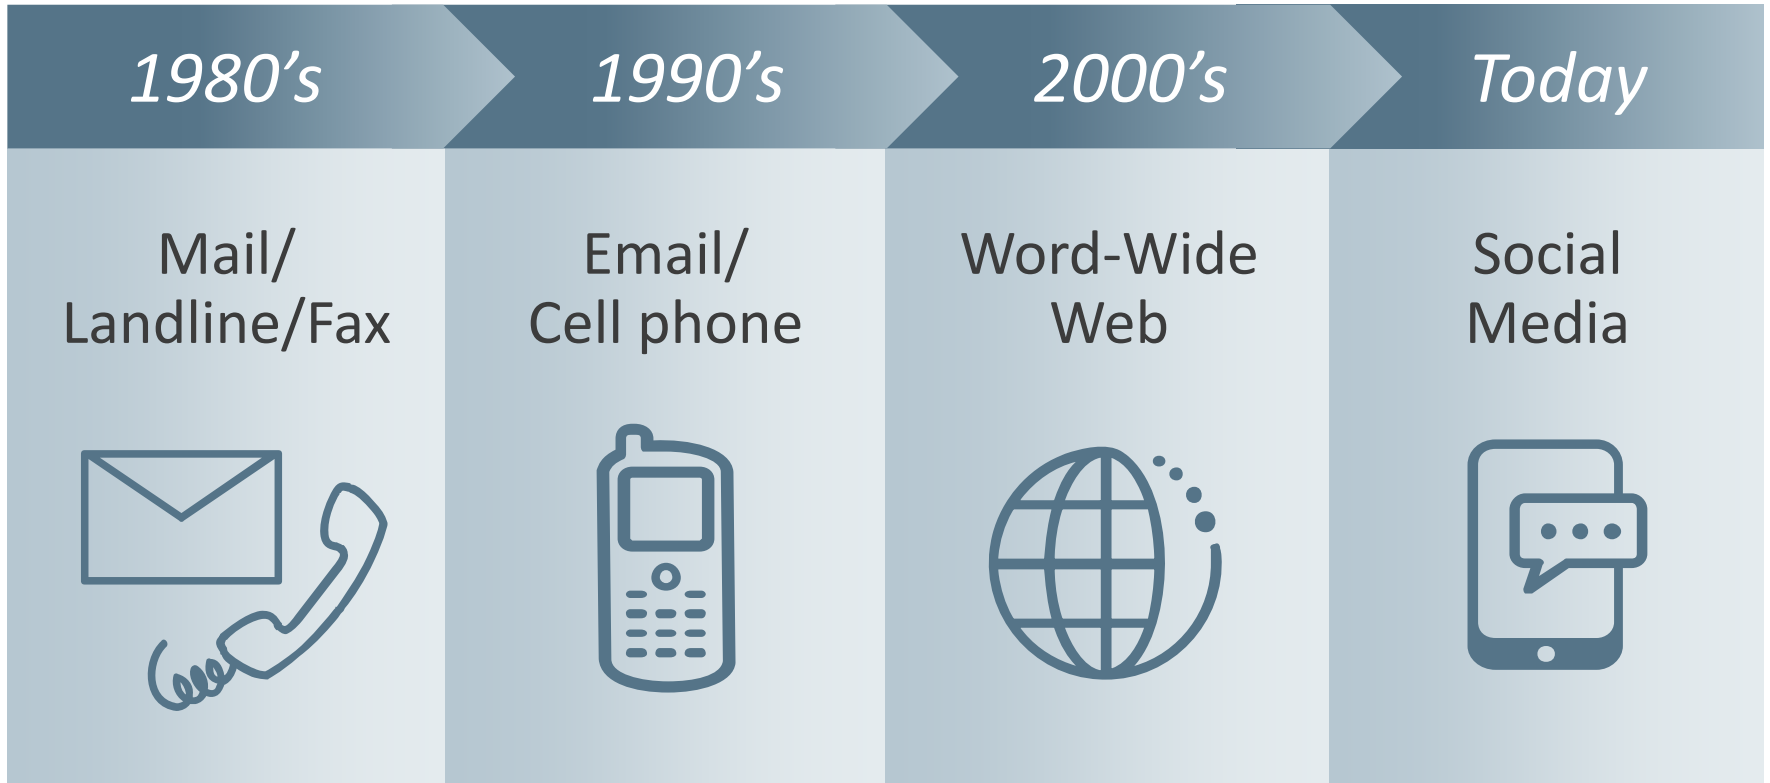 1980’s
1990’s
2000’s
Today
Mail/
Landline/Fax
Email/
Cell phone
Word-Wide
Web
Social
Media